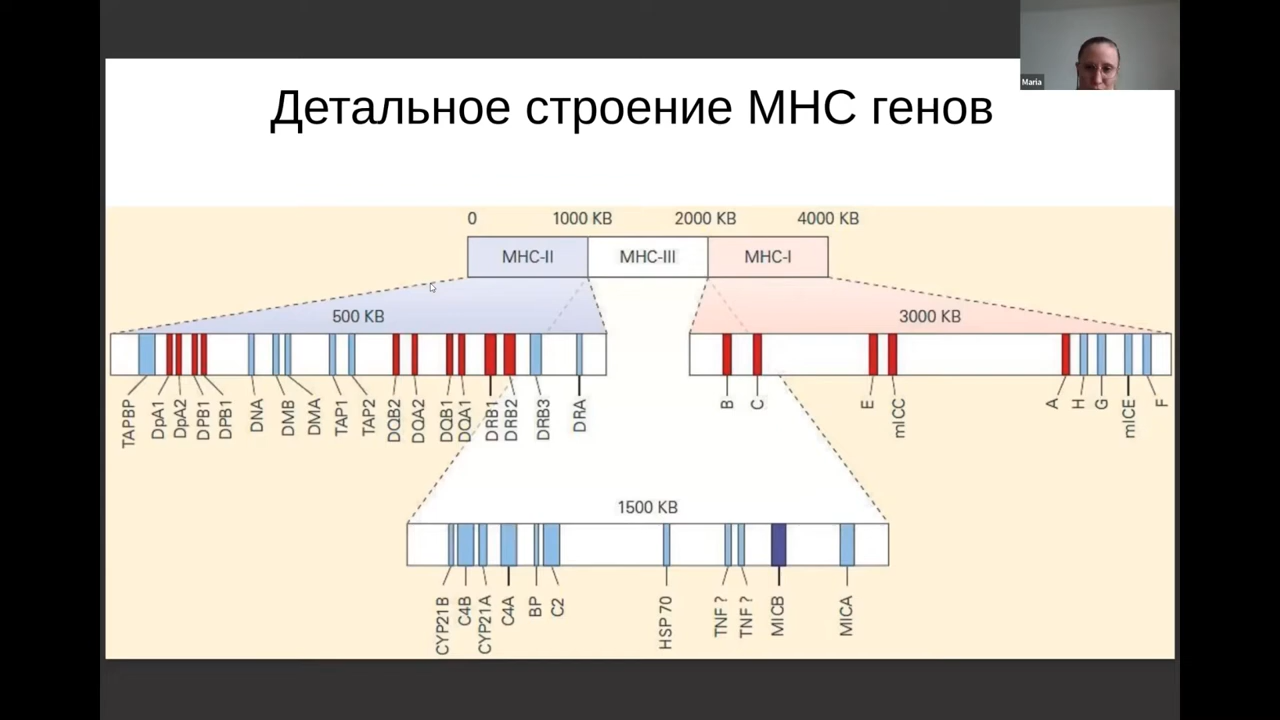 Maria
Детальное строение МНС генов
0 1000 KB 2000 KB 4000 KB
MHC-II MHC-III MHC-I
500 KB 3000 KB
TAPBP DpA1 DpA2 DPB1 DPB1 DNA DMB DMA TAP1 TAP2 DQB2 DQA2 DQB1 DQA1 DRB1 DRB2 DRB3 DRA
B C E mICC A H G mICE F
1500 KB
CYP21B C4B CYP21A C4A BP C2 HSP 70 TNF ? TNF ? MICB MICA